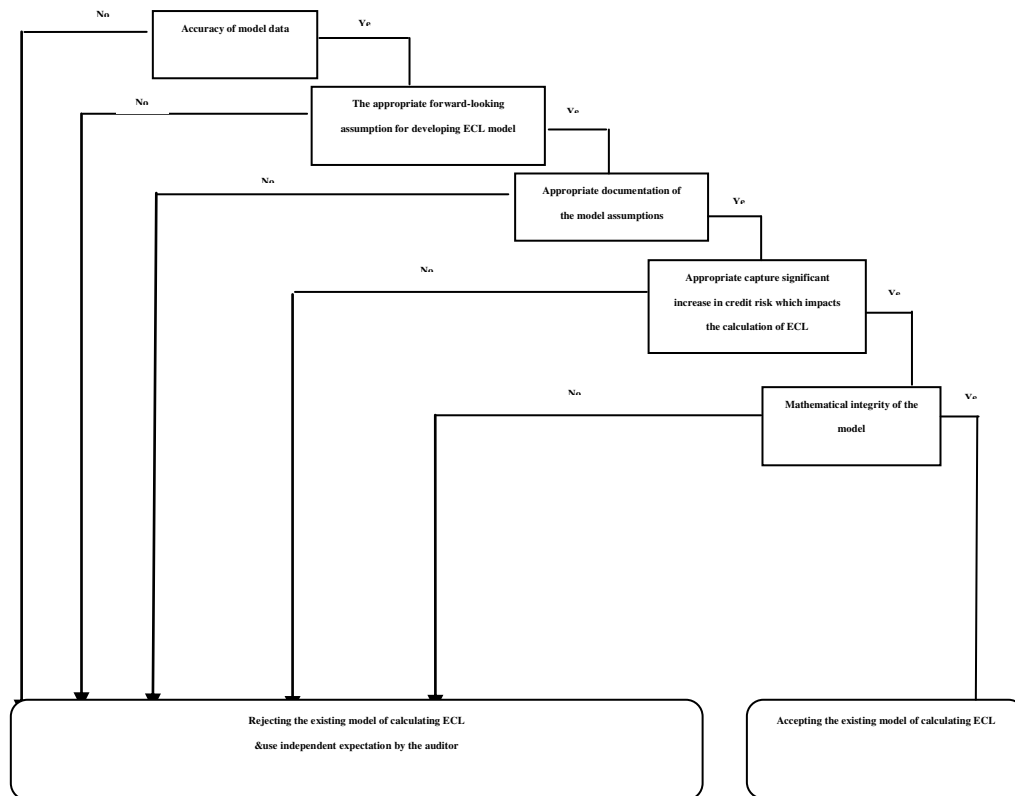 No
Accuracy of model data
Ye
No
The appropriate forward-looking
assumption for developing ECL model
Ye
No
Appropriate documentation of
the model assumptions
Ye
No
Appropriate capture significant
increase in credit risk which impacts
the calculation of ECL
Ye
No
Mathematical integrity of the
model
Ye
Rejecting the existing model of calculating ECL
&use independent expectation by the auditor
Accepting the existing model of calculating ECL